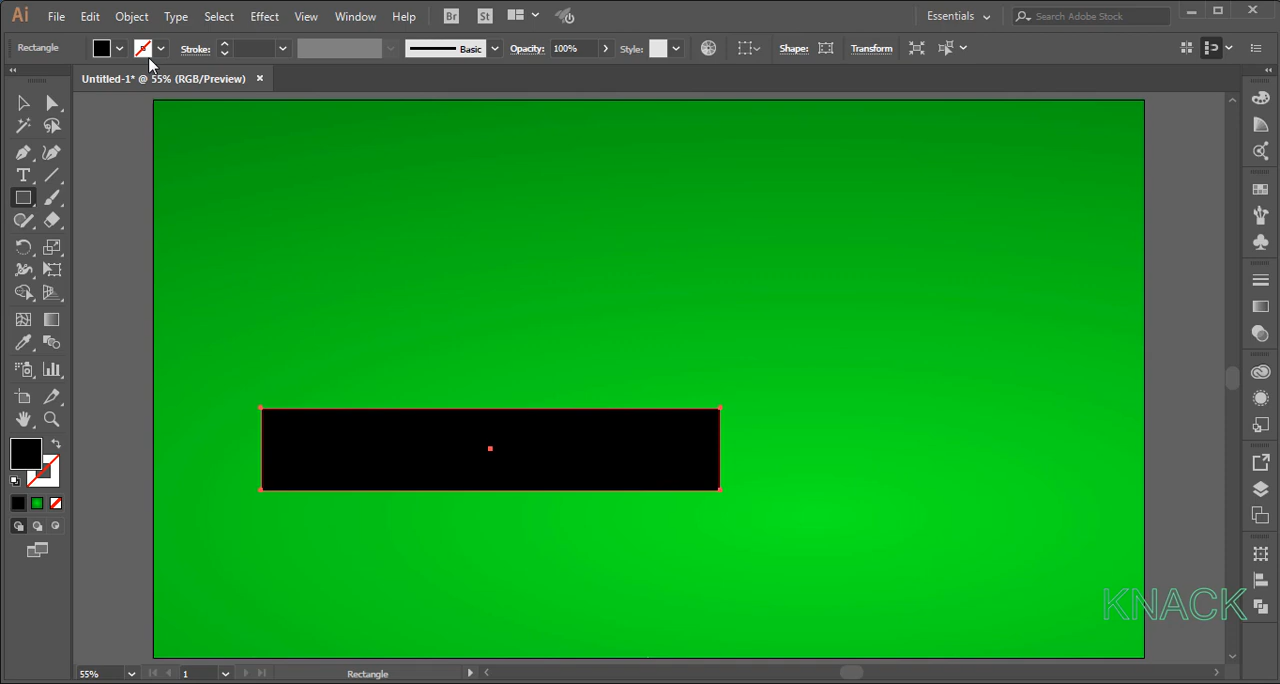 Ai File Edit Object Type Select Effect View Window Help Br St Essentials Search Adobe Stock
Rectangle Stroke: Basic Opacity: 100% Style: Shape: Transform
Untitled-1* @ 55% (RGB/Preview) ×
T
KNACK
55% 1 Rectangle